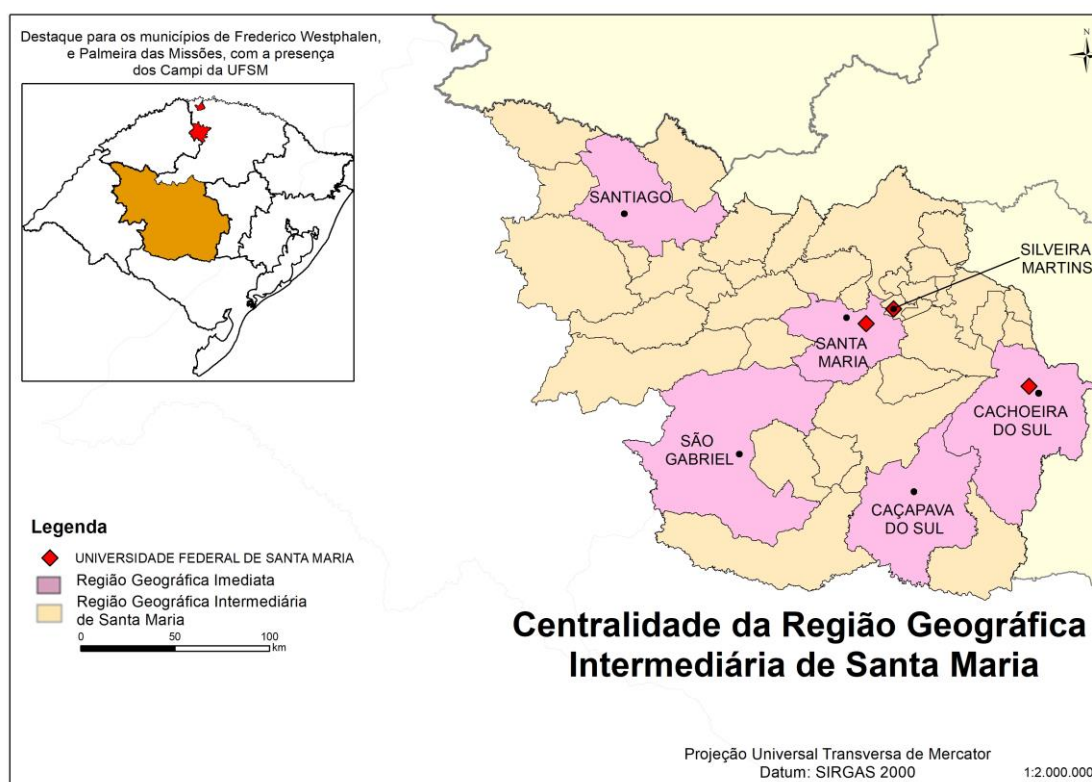 Destaque para os municípios de Frederico Westphalen,
e Palmeira das Missões, com a presença
dos Campi da UFSM
N
SANTIAGO
SILVEIRA
MARTINS
SANTA
MARIA
CACHOEIRA
DO SUL
SÃO
GABRIEL
CAÇAPAVA
DO SUL
Legenda
UNIVERSIDADE FEDERAL DE SANTA MARIA
Região Geográfica Imediata
Região Geográfica Intermediária
de Santa Maria
0 50 100
km
Centralidade da Região Geográfica
Intermediária de Santa Maria
Projeção Universal Transversa de Mercator
Datum: SIRGAS 2000
1:2.000.000